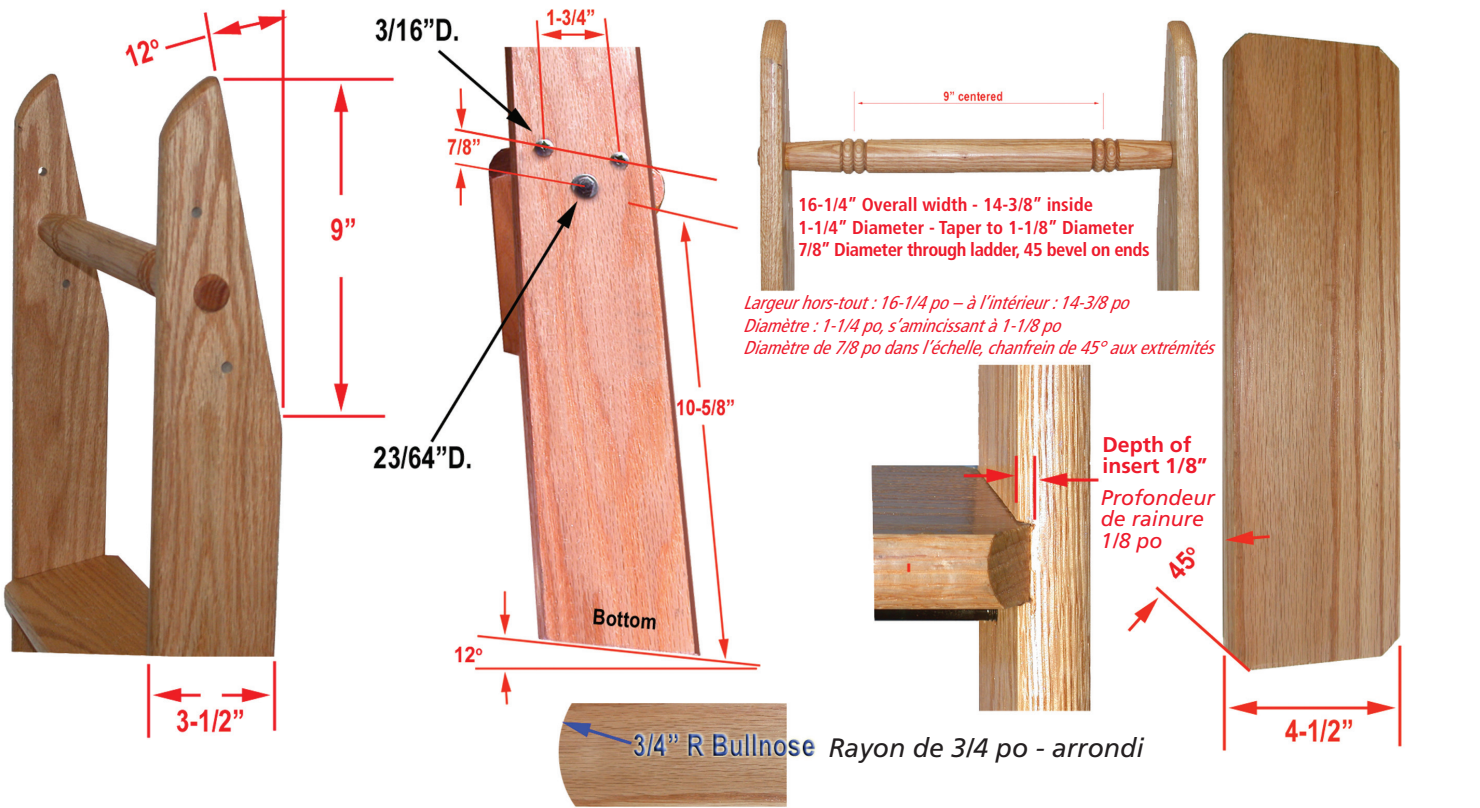 12°
9”
3-1/2”
3/16”D.
1-3/4”
7/8”
10-5/8”
23/64”D.
Bottom
12°
9” centered
16-1/4” Overall width - 14-3/8” inside
1-1/4” Diameter - Taper to 1-1/8” Diameter
7/8” Diameter through ladder, 45 bevel on ends
Largeur hors-tout : 16-1/4 po – à l’intérieur : 14-3/8 po
Diamètre : 1-1/4 po, s’amincissant à 1-1/8 po
Diamètre de 7/8 po dans l’échelle, chanfrein de 45° aux extrémités
Depth of
insert 1/8”
Profondeur
de rainure
1/8 po
45°
4-1/2”
3/4” R Bullnose Rayon de 3/4 po - arrondi